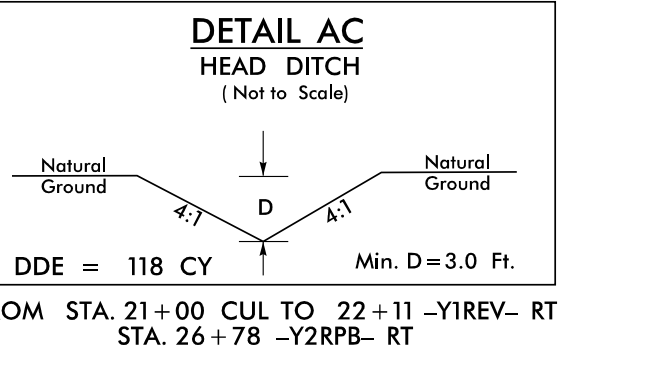 DETAIL AC
HEAD DITCH
( Not to Scale)
Natural
Ground
Natural
Ground
D
4:1
4:1
DDE = 118 CY
Min. D=3.0 Ft.
OM STA. 21+00 CUL TO 22+11 -Y1REV- RT
STA. 26+78 -Y2RPB- RT